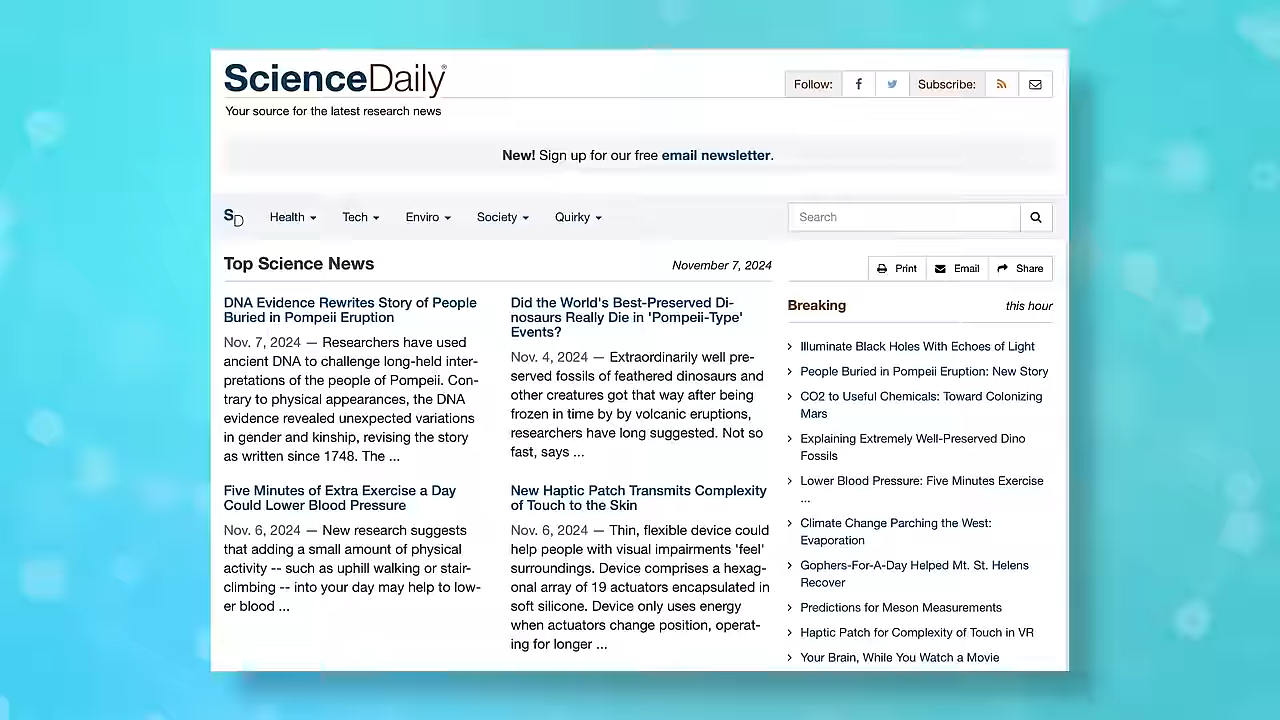 ScienceDaily®
Your source for the latest research news
Follow:
Subscribe:
New! Sign up for our free email newsletter.
SD
Health
Tech
Enviro
Society
Quirky
Search
Top Science News
November 7, 2024
DNA Evidence Rewrites Story of People
Buried in Pompeii Eruption
Nov. 7, 2024 — Researchers have used
ancient DNA to challenge long-held inter-
pretations of the people of Pompeii. Con-
trary to physical appearances, the DNA
evidence revealed unexpected variations
in gender and kinship, revising the story
as written since 1748. The ...
Five Minutes of Extra Exercise a Day
Could Lower Blood Pressure
Nov. 6, 2024 — New research suggests
that adding a small amount of physical
activity -- such as uphill walking or stair-
climbing -- into your day may help to low-
er blood ...
Did the World's Best-Preserved Di-
nosaurs Really Die in 'Pompeii-Type'
Events?
Nov. 4, 2024 — Extraordinarily well pre-
served fossils of feathered dinosaurs and
other creatures got that way after being
frozen in time by by volcanic eruptions,
researchers have long suggested. Not so
fast, says ...
New Haptic Patch Transmits Complexity
of Touch to the Skin
Nov. 6, 2024 — Thin, flexible device could
help people with visual impairments 'feel'
surroundings. Device comprises a hexag-
onal array of 19 actuators encapsulated in
soft silicone. Device only uses energy
when actuators change position, operat-
ing for longer ...
Print
Email
Share
Breaking
this hour
Illuminate Black Holes With Echoes of Light
People Buried in Pompeii Eruption: New Story
CO2 to Useful Chemicals: Toward Colonizing
Mars
Explaining Extremely Well-Preserved Dino
Fossils
Lower Blood Pressure: Five Minutes Exercise
...
Climate Change Parching the West:
Evaporation
Gophers-For-A-Day Helped Mt. St. Helens
Recover
Predictions for Meson Measurements
Haptic Patch for Complexity of Touch in VR
Your Brain, While You Watch a Movie